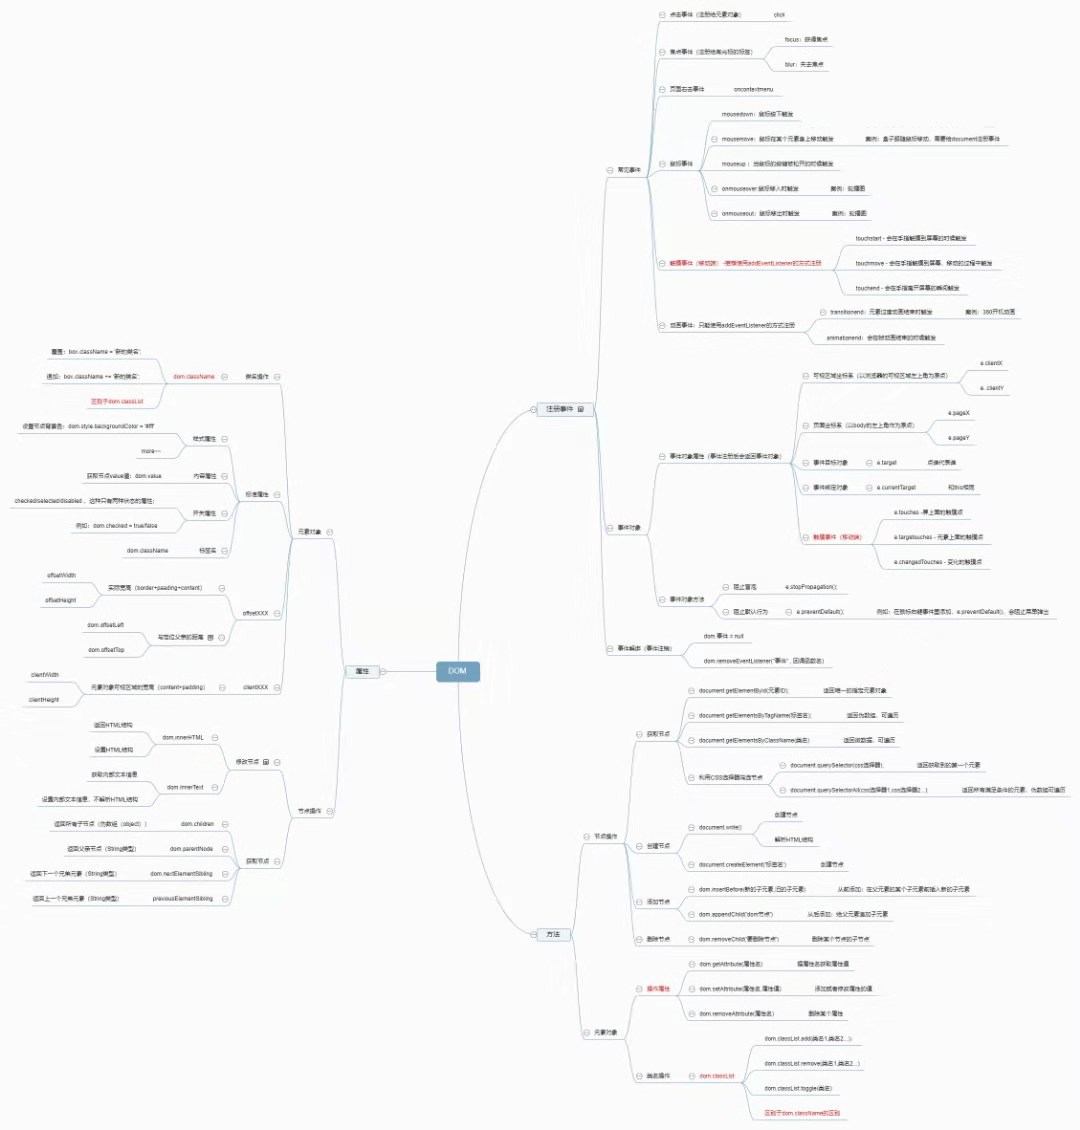 DOM
注册事件
常见事件
点击事件（注册给元素对象） click
焦点事件（注册给有光标的标签）
focus：获得焦点
blur：失去焦点
页面右击事件 oncontextmenu
鼠标事件
mousedown：鼠标按下触发
mousemove：鼠标在某个元素身上移动触发 案例：盒子跟随鼠标移动，需要给document注册事件
mouseup：当鼠标的按键被松开的时候触发
onmouseover:鼠标移入时触发 案例：轮播图
onmouseout：鼠标移出时触发 案例：轮播图
触摸事件（移动端）-建议使用addEventListener的方式注册
touchstart - 会在手指触摸到屏幕的时候触发
touchmove - 会在手指触摸到屏幕，移动的过程中触发
touchend - 会在手指离开屏幕的瞬间触发
动画事件：只能使用addEventListener的方式注册
transitionend：元素过渡动画结束时触发 案例：360开机动画
animationend：会在帧动画结束的时候触发
事件对象
事件对象属性（事件注册后会返回事件对象）
可视区域坐标系（以浏览器的可视区域左上角为原点）
e.clientX
e. clientY
页面坐标系（以body的左上角作为原点）
e.pageX
e.pageY
事件目标对象 e.target 点谁代表谁
事件绑定对象 e.currentTarget 和this相同
触摸事件（移动端）
e.touches -屏上面的触摸点
e.targetouches - 元素上面的触摸点
e.changedTouches - 变化的触摸点
事件对象方法
阻止冒泡 e.stopPropagation();
阻止默认行为 e.preventDefault(); 例如：在鼠标右键事件里添加，e.preventDefault()，会阻止菜单弹出
事件解绑（事件注销）
dom.事件 = null
dom.removeEventListener("事件" , 回调函数名)
方法
节点操作
获取节点
document.getElementById(元素ID); 返回唯一的指定元素对象
document.getElementsByTagName(标签名); 返回伪数组，可遍历
document.getElementsByClassName(类名) 返回伪数组，可遍历
利用CSS选择器筛选节点
document.querySelector(css选择器); 返回获取到的第一个元素
document.querySelectorAll(css选择器1,css选择器2...) 返回所有满足条件的元素，伪数组可遍历
创建节点
document.write()
创建节点
解析HTML结构
document.createElement('标签名') 创建节点
添加节点
dom.insertBefore(新的子元素,旧的子元素) 从前添加：在父元素的某个子元素前插入新的子元素
dom.appendChild('dom节点') 从后添加：给父元素追加子元素
删除节点 dom.removeChild('要删除节点') 删除某个节点的子节点
元素对象
操作属性
dom.getAttribute(属性名) 据属性名获取属性值
dom.setAttribute(属性名,属性值) 添加或者修改属性的值
dom.removeAttribute(属性名) 删除某个属性
类名操作 dom.classList
dom.classList.add(类名1,类名2...);
dom.classList.remove(类名1,类名2...)
dom.classList.toggle(类名)
区别于dom.className的区别
属性
元素对象
类名操作
dom.className
覆盖：box.className = '新的类名';
追加：box.className += '新的类名';
区别于dom.classList
标准属性
样式属性
设置节点背景色：dom.style.backgroundColor = '#fff'
more~~
内容属性
获取节点value值：dom.value
开关属性
checked/selected/disabled ，这种只有两种状态的属性;
例如：dom.checked = true/false
标签名
dom.className
offsetXXX
实际宽高（border+paading+content）
offsetWidth
offsetHeight
与定位父亲的距离
dom.offsetLeft
dom.offsetTop
clientXXX
元素对象可视区域的宽高（content+padding）
clientWidth
clientHeight
节点操作
修改节点
dom.innerHTML
返回HTML结构
设置HTML结构
dom.innerText
获取内部文本信息
设置内部文本信息，不解析HTML结构
获取节点
dom.children
返回所有子节点（伪数组（object））
dom.parentNode
返回父亲节点（String类型）
dom.nextElementSibling
返回下一个兄弟元素（String类型）
previousElementSibling
返回上一个兄弟元素（String类型）